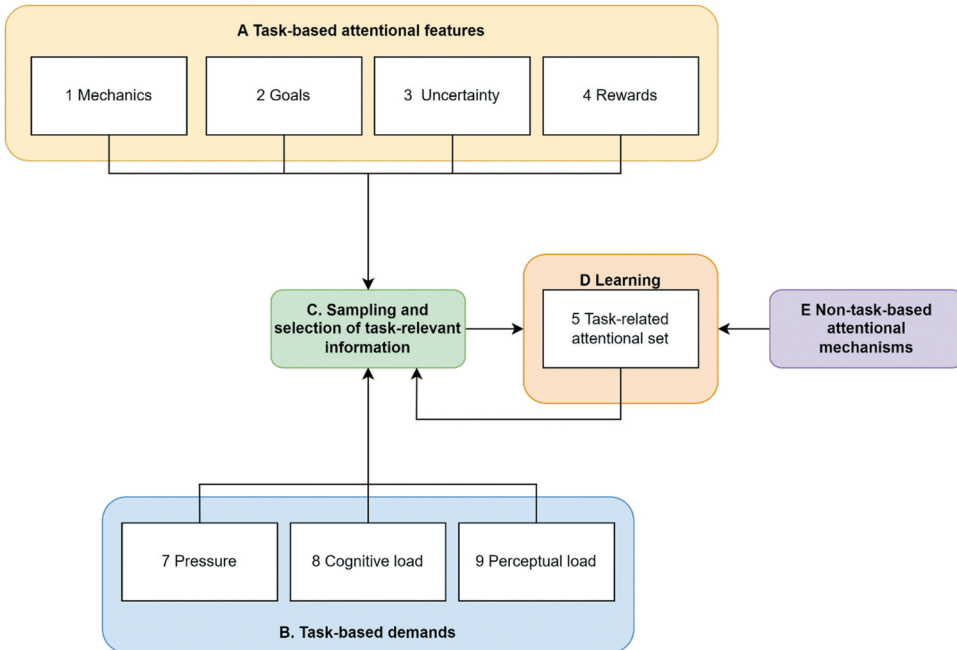 A Task-based attentional features
1 Mechanics
2 Goals
3 Uncertainty
4 Rewards
C. Sampling and
selection of task-relevant
information
D Learning
5 Task-related
attentional set
E Non-task-based
attentional
mechanisms
7 Pressure
8 Cognitive load
9 Perceptual load
B. Task-based demands